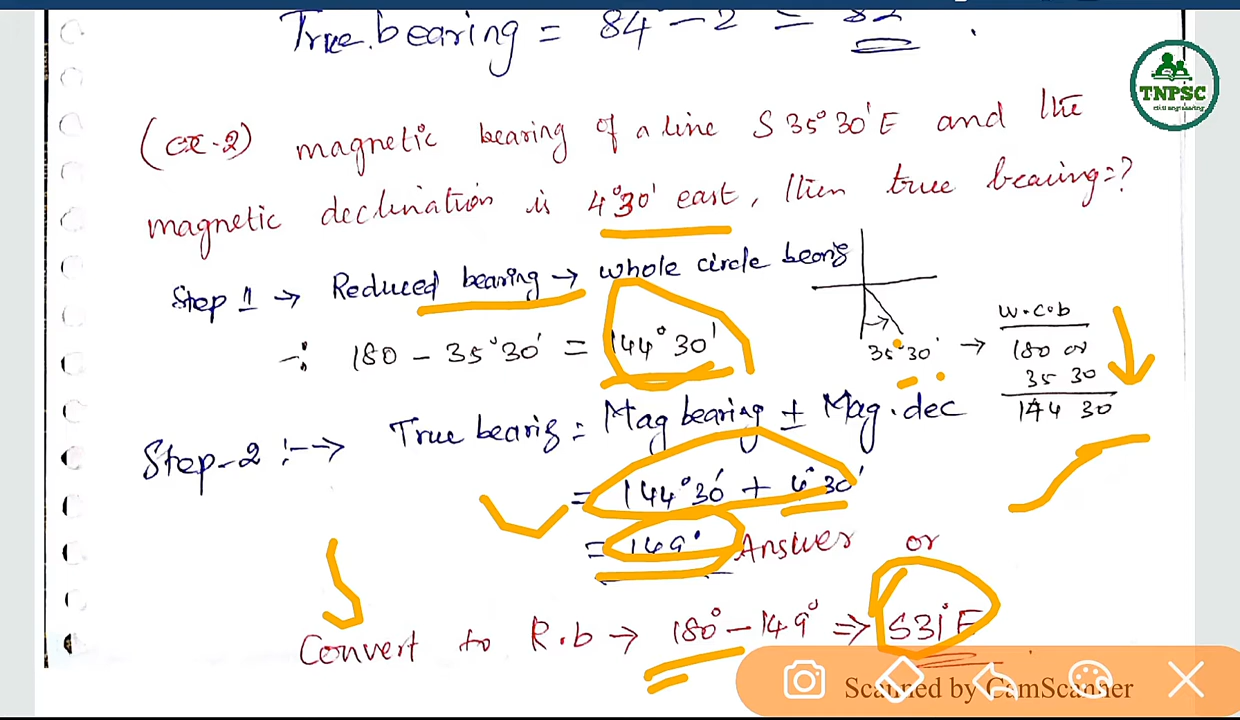 True bearing = 84 - 2 = 82
TNPSC
(ex-2) magnetic bearing of a line S 35° 30' E and the
magnetic declination is 4°30' east, then true bearing=?
Step 1 → Reduced bearing → whole circle bearig
∴ 180 - 35°30' = 144° 30'
35°30' →
W.C.b
180 00
35 30
144 30
Step-2 :→ True bearig = Mag bearing ± Mag.dec
= 144°30' + 4°30'
= 149° Answer or
Convert to R.b → 180° - 149° ⇒ S31°E
Scanned by CamScanner